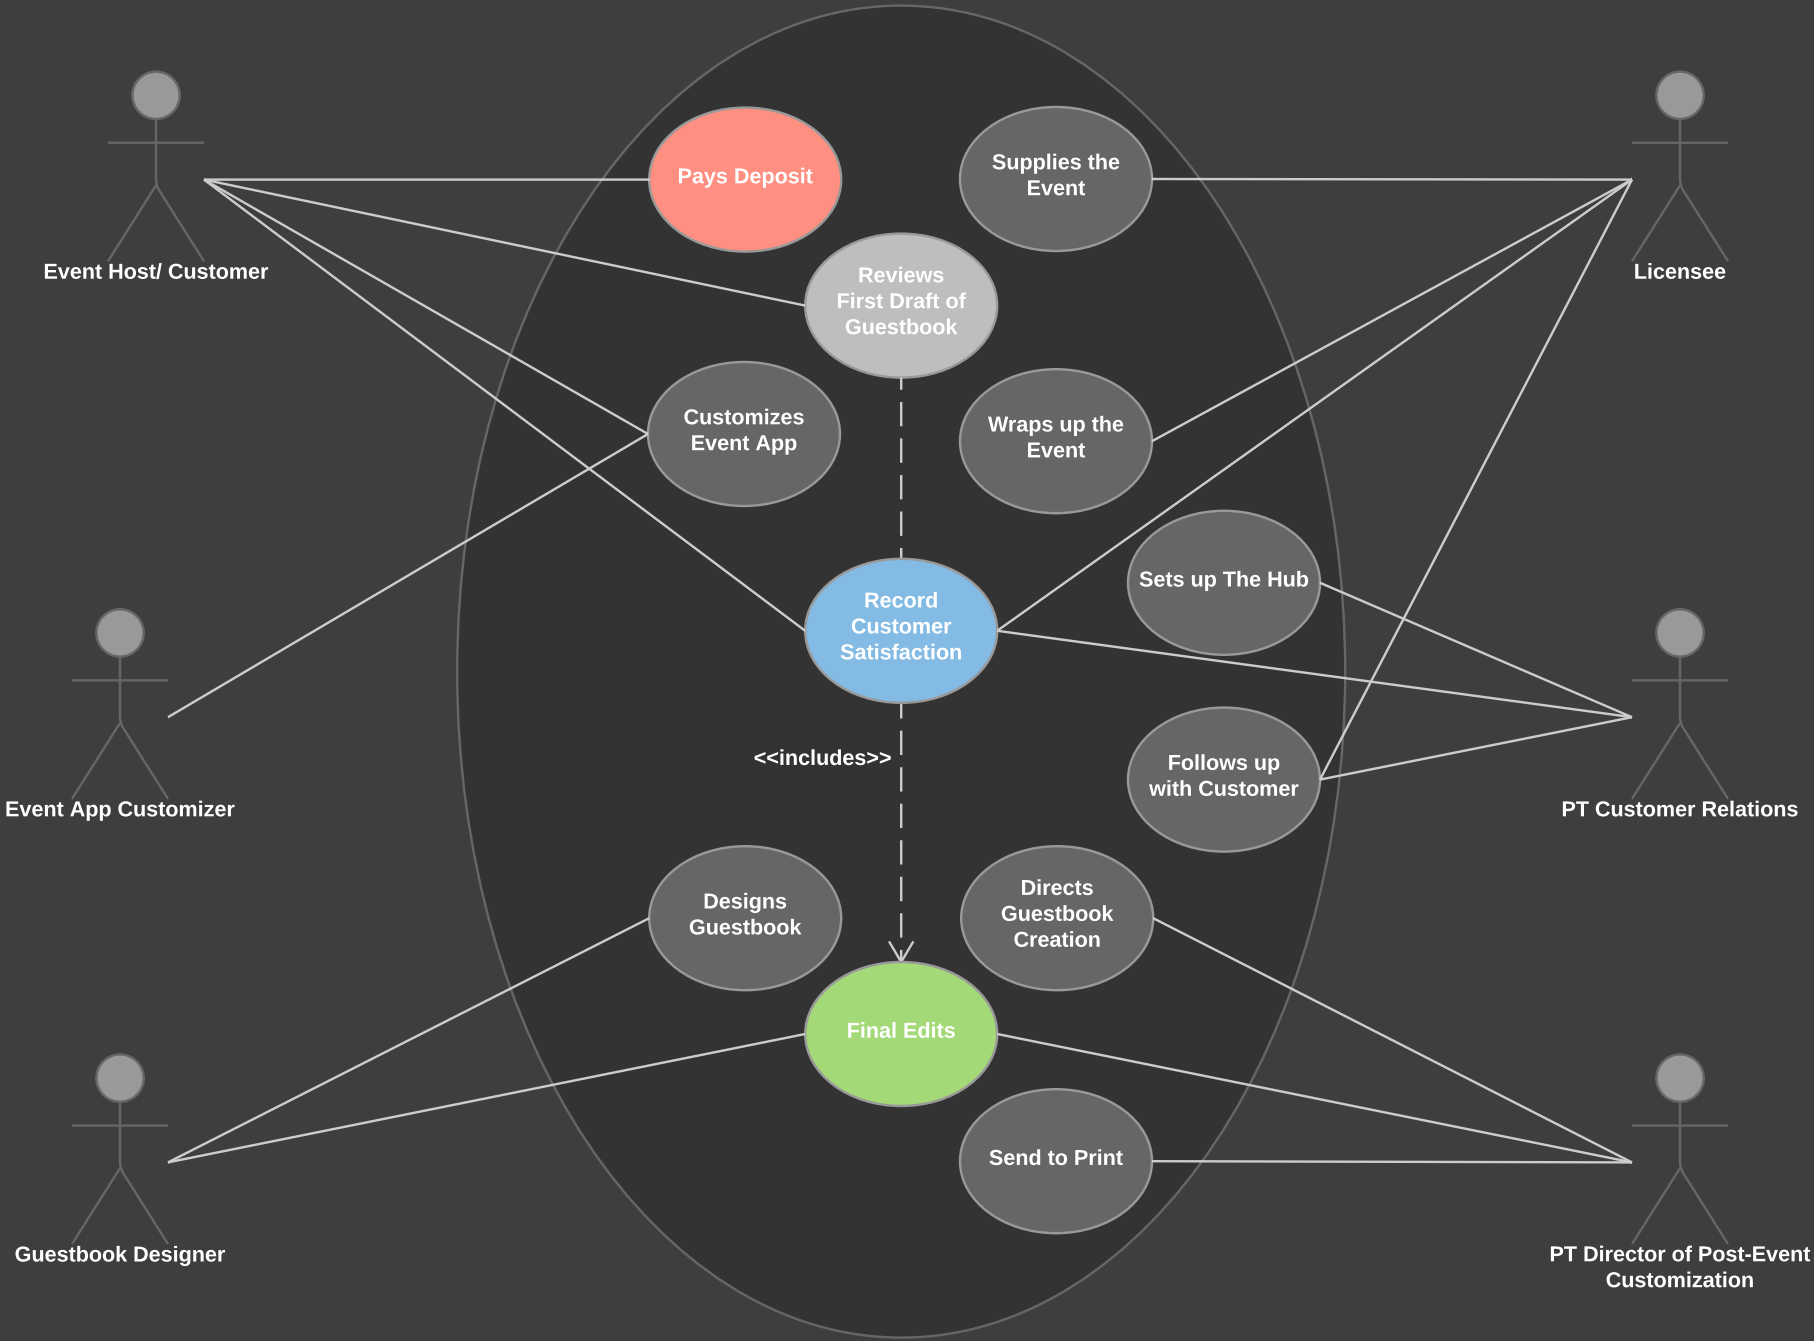 Pays Deposit
Supplies the
Event
Event Host/ Customer
Licensee
Reviews
First Draft of
Guestbook
Customizes
Event App
Wraps up the
Event
Sets up The Hub
Record
Customer
Satisfaction
<<includes>>
Follows up
with Customer
Event App Customizer
PT Customer Relations
Designs
Guestbook
Directs
Guestbook
Creation
Final Edits
Send to Print
Guestbook Designer
PT Director of Post-Event
Customization